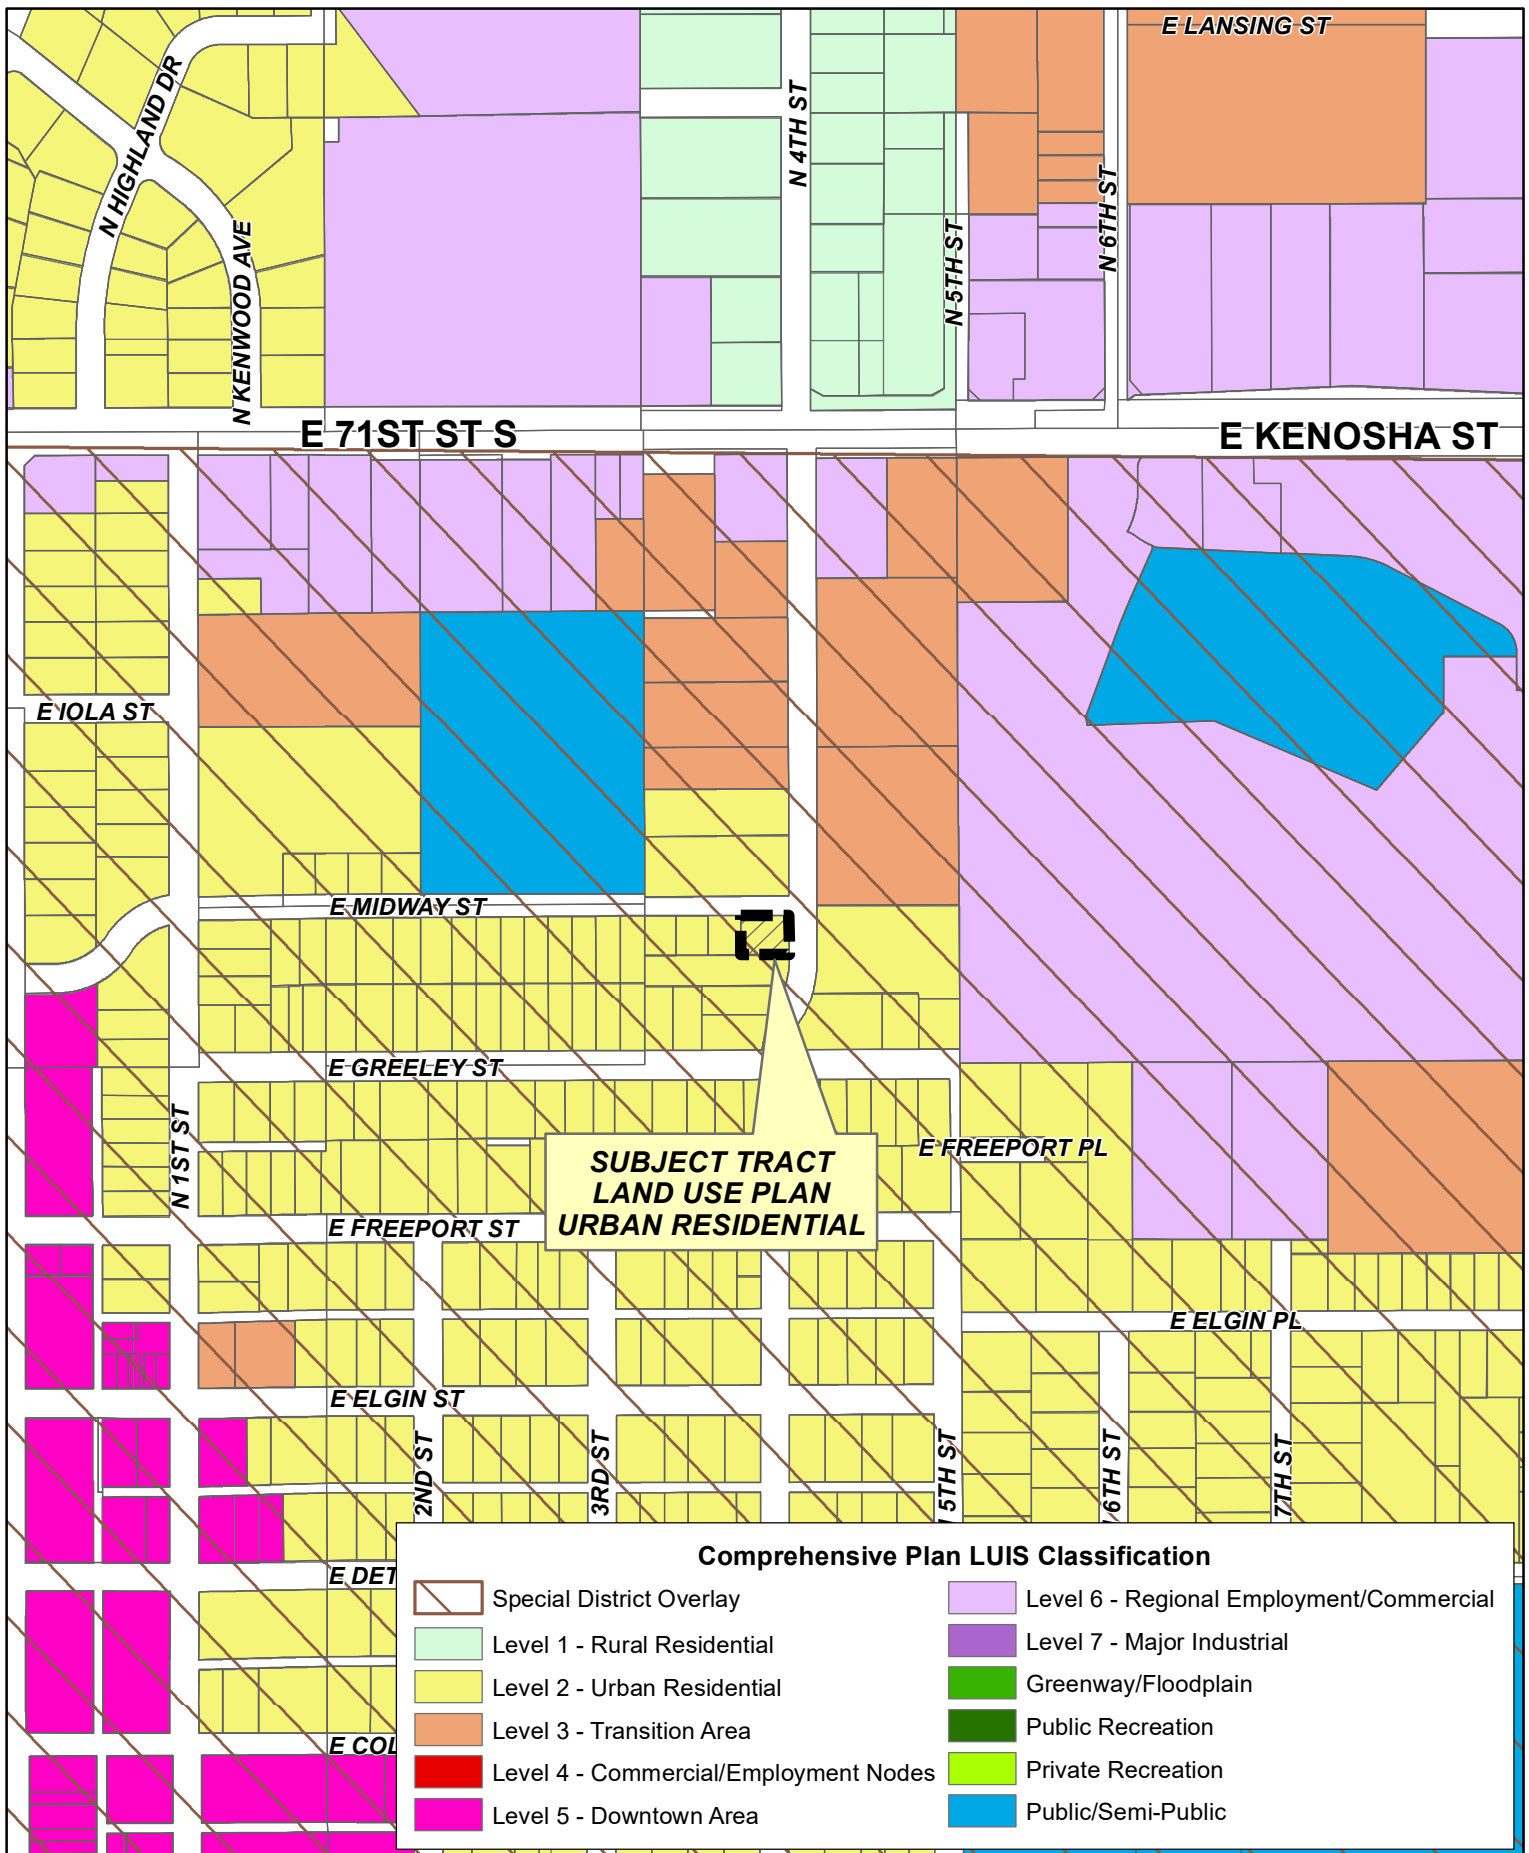 E LANSING ST
N HIGHLAND DR
N 4TH ST
N 6TH ST
N 5TH ST
N KENWOOD AVE
E 71ST ST S
E KENOSHA ST
E IOLA ST
E MIDWAY ST
E GREELEY ST
N 1ST ST
E FREEPORT PL
SUBJECT TRACT
LAND USE PLAN
URBAN RESIDENTIAL
E FREEPORT ST
E ELGIN PL
E ELGIN ST
2ND ST
3RD ST
5TH ST
6TH ST
7TH ST
E DET
E COL
Comprehensive Plan LUIS Classification
Special District Overlay
Level 1 - Rural Residential
Level 2 - Urban Residential
Level 3 - Transition Area
Level 4 - Commercial/Employment Nodes
Level 5 - Downtown Area
Level 6 - Regional Employment/Commercial
Level 7 - Major Industrial
Greenway/Floodplain
Public Recreation
Private Recreation
Public/Semi-Public